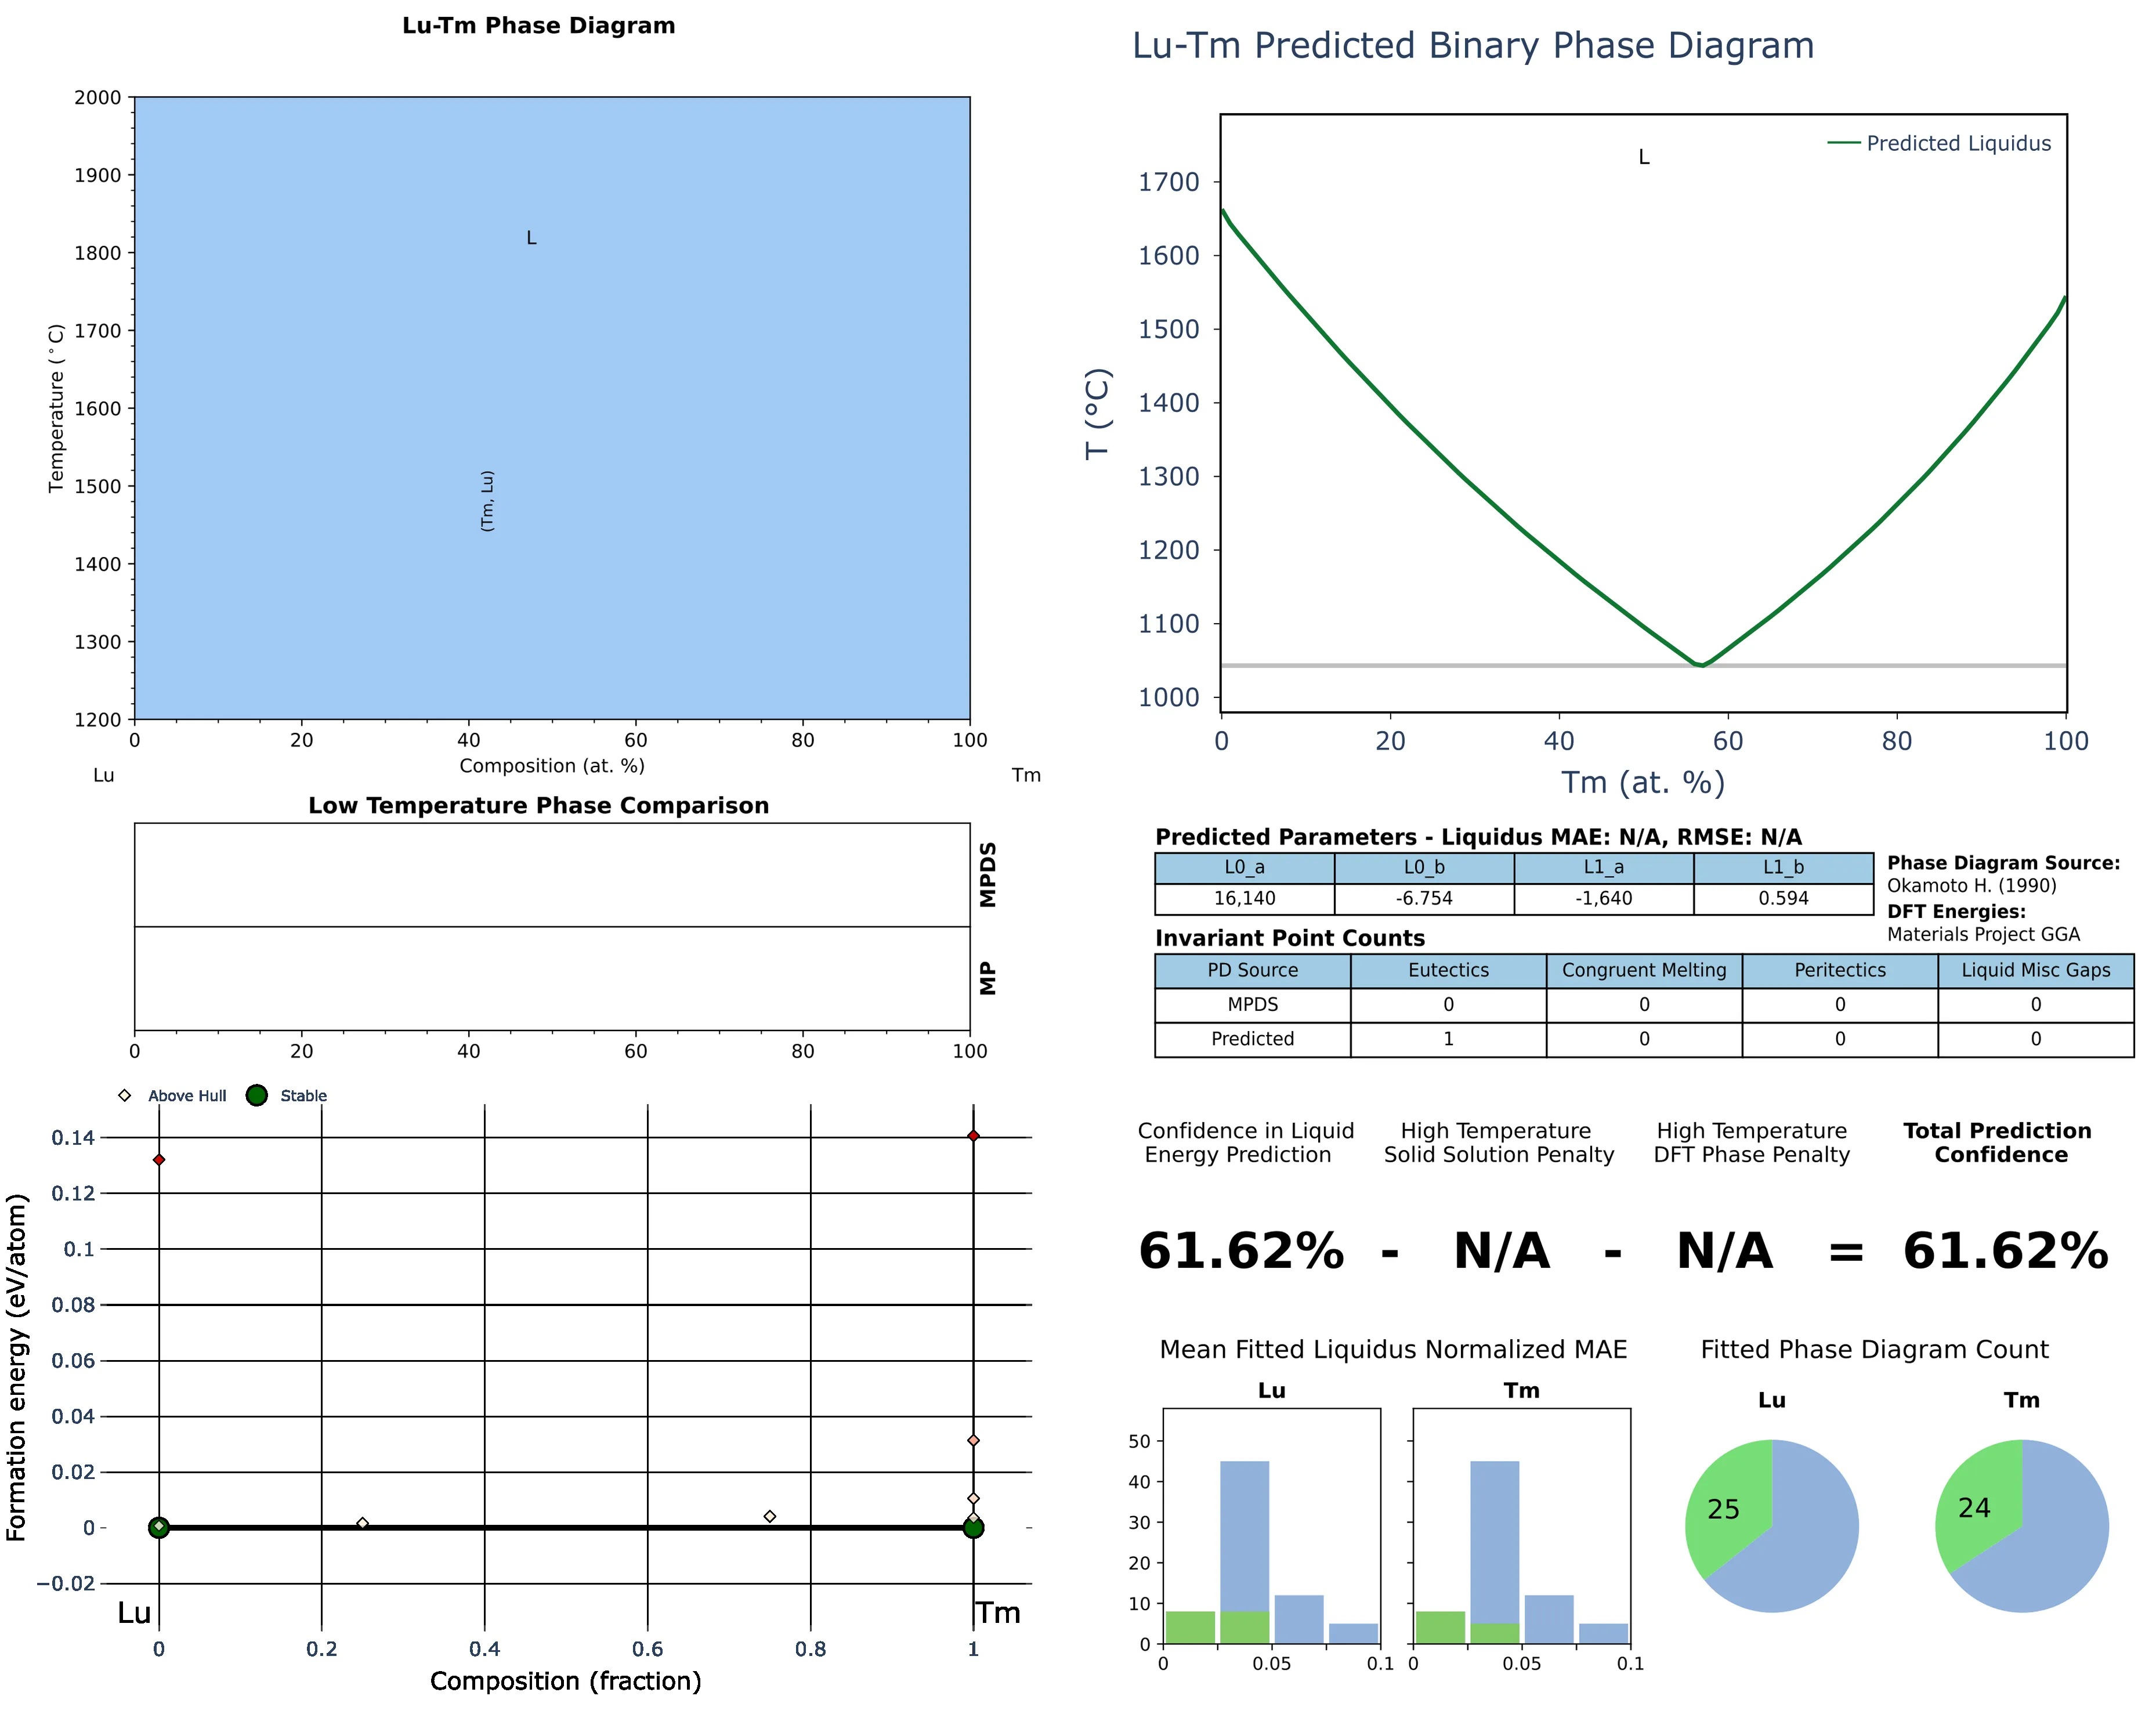 Lu-Tm Phase Diagram
2000
1900
1800
1700
1600
1500
1400
1300
1200
Temperature (°C)
L
(Tm, Lu)
0 20 40 60 80 100
Composition (at. %)
Lu Tm
Low Temperature Phase Comparison
MPDS
MP
0 20 40 60 80 100
Above Hull Stable
0.14
0.12
0.1
0.08
0.06
0.04
0.02
0
−0.02
Formation energy (eV/atom)
Lu Tm
0 0.2 0.4 0.6 0.8 1
Composition (fraction)
Lu-Tm Predicted Binary Phase Diagram
L
Predicted Liquidus
1700
1600
1500
1400
1300
1200
1100
1000
T (°C)
0 20 40 60 80 100
Tm (at. %)
Predicted Parameters - Liquidus MAE: N/A, RMSE: N/A
L0_a L0_b L1_a L1_b
16,140 -6.754 -1,640 0.594
Phase Diagram Source:
Okamoto H. (1990)
DFT Energies:
Materials Project GGA
Invariant Point Counts
PD Source Eutectics Congruent Melting Peritectics Liquid Misc Gaps
MPDS 0 0 0 0
Predicted 1 0 0 0
Confidence in Liquid
Energy Prediction
High Temperature
Solid Solution Penalty
High Temperature
DFT Phase Penalty
Total Prediction
Confidence
61.62% - N/A - N/A = 61.62%
Mean Fitted Liquidus Normalized MAE
Lu Tm
50
40
30
20
10
0
0 0.05 0.1 0 0.05 0.1
Fitted Phase Diagram Count
Lu Tm
25 24